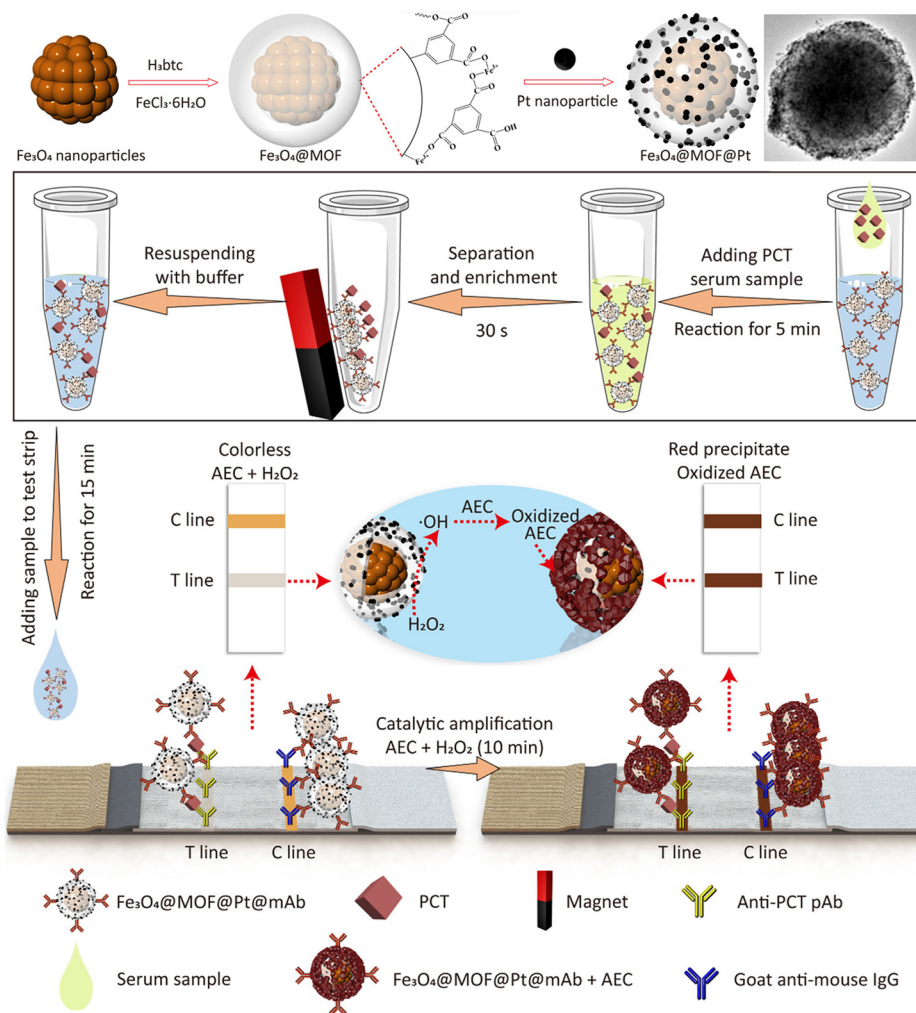 H₃btc
FeCl₃·6H₂O
Pt nanoparticle
Fe₃O₄ nanoparticles
Fe₃O₄@MOF
O
C
O
C
O
O
Fe³⁺
O
O
C
O
C
OH
C
O
O
Fe³⁺
Fe₃O₄@MOF@Pt
Resuspending
with buffer
Separation
and enrichment
30 s
Adding PCT
serum sample
Reaction for 5 min
Adding sample to test strip
Reaction for 15 min
Colorless
AEC + H₂O₂
C line
T line
·OH
AEC
Oxidized
AEC
H₂O₂
Red precipitate
Oxidized AEC
C line
T line
Catalytic amplification
AEC + H₂O₂ (10 min)
T line
C line
T line
C line
Fe₃O₄@MOF@Pt@mAb
PCT
Magnet
Anti-PCT pAb
Serum sample
Fe₃O₄@MOF@Pt@mAb + AEC
Goat anti-mouse IgG